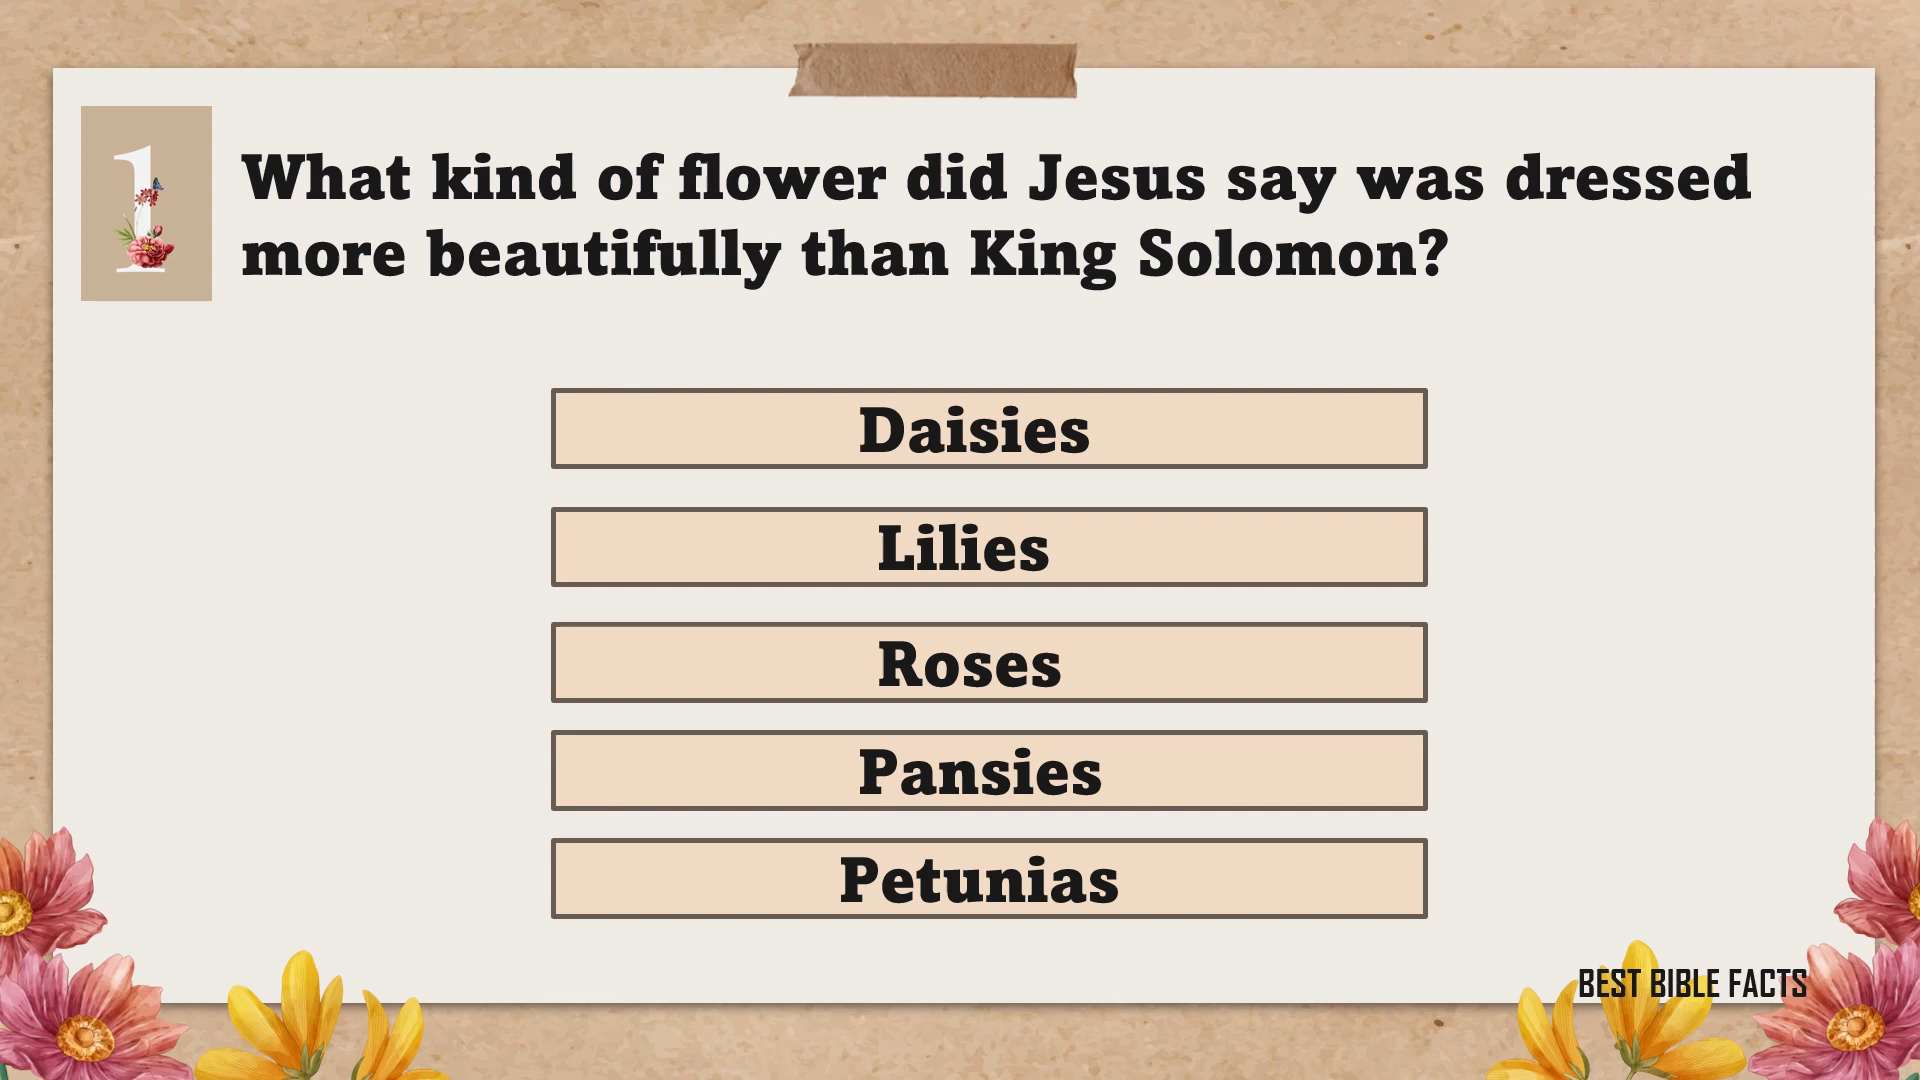 1
What kind of flower did Jesus say was dressed
more beautifully than King Solomon?
Daisies
Lilies
Roses
Pansies
Petunias
BEST BIBLE FACTS